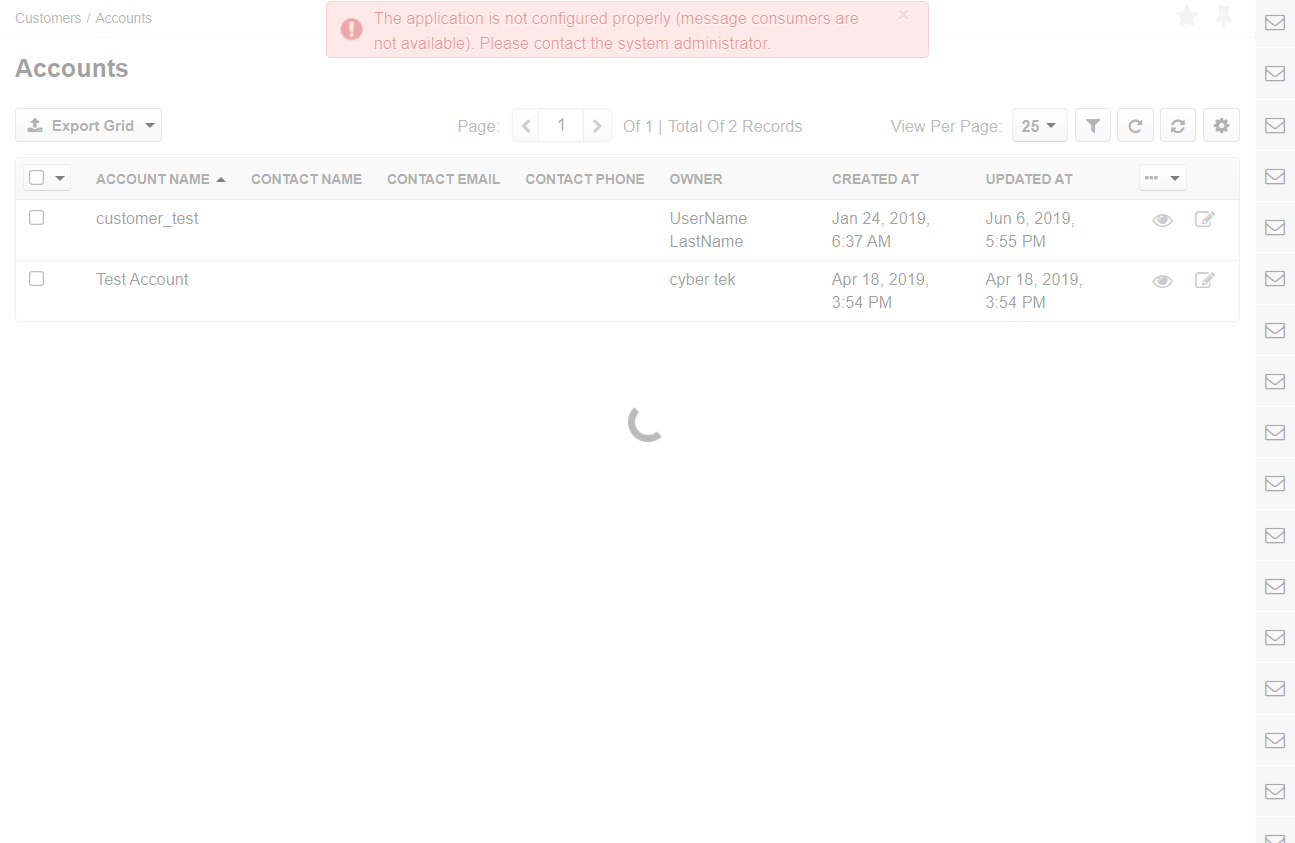 Customers / Accounts
The application is not configured properly (message consumers are
not available). Please contact the system administrator.
×
Accounts
Export Grid
Page:
1
Of 1 | Total Of 2 Records
View Per Page:
25
ACCOUNT NAME
CONTACT NAME
CONTACT EMAIL
CONTACT PHONE
OWNER
CREATED AT
UPDATED AT
customer_test
UserName
LastName
Jan 24, 2019,
6:37 AM
Jun 6, 2019,
5:55 PM
Test Account
cyber tek
Apr 18, 2019,
3:54 PM
Apr 18, 2019,
3:54 PM